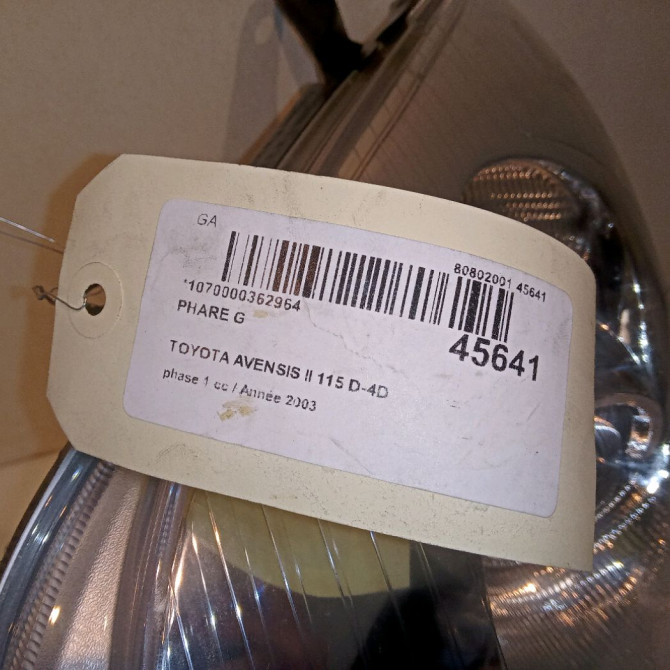 GA
80802001 45641
*1070000362964
PHARE G
45641
TOYOTA AVENSIS II 115 D-4D
phase 1 cc / Année 2003